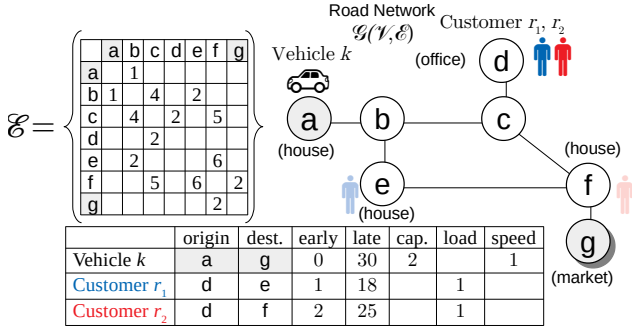 Road Network
𝒢(𝒱,ℰ)
Customer r₁, r₂
Vehicle k
(office)
d
a b c d e f g
a 1
b 1 4 2
c 4 2 5
d 2
e 2 6
f 5 6 2
g 2
ℰ =
a b c
(house)
(house)
e f
(house)
g
(market)
origin dest. early late cap. load speed
Vehicle k a g 0 30 2 1
Customer r₁ d e 1 18 1
Customer r₂ d f 2 25 1